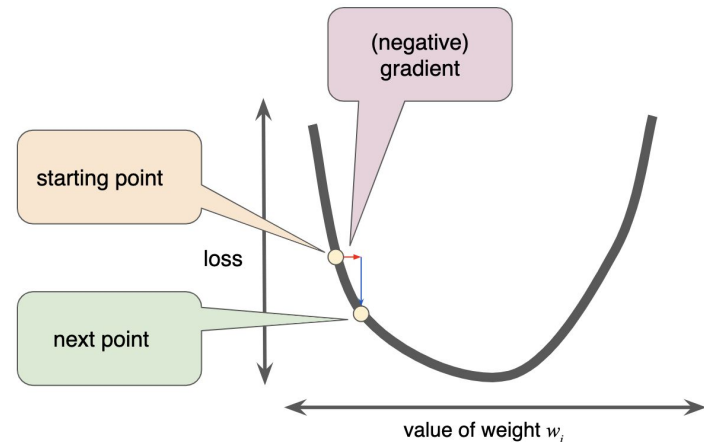 (negative)
gradient
starting point
loss
next point
value of weight wᵢ